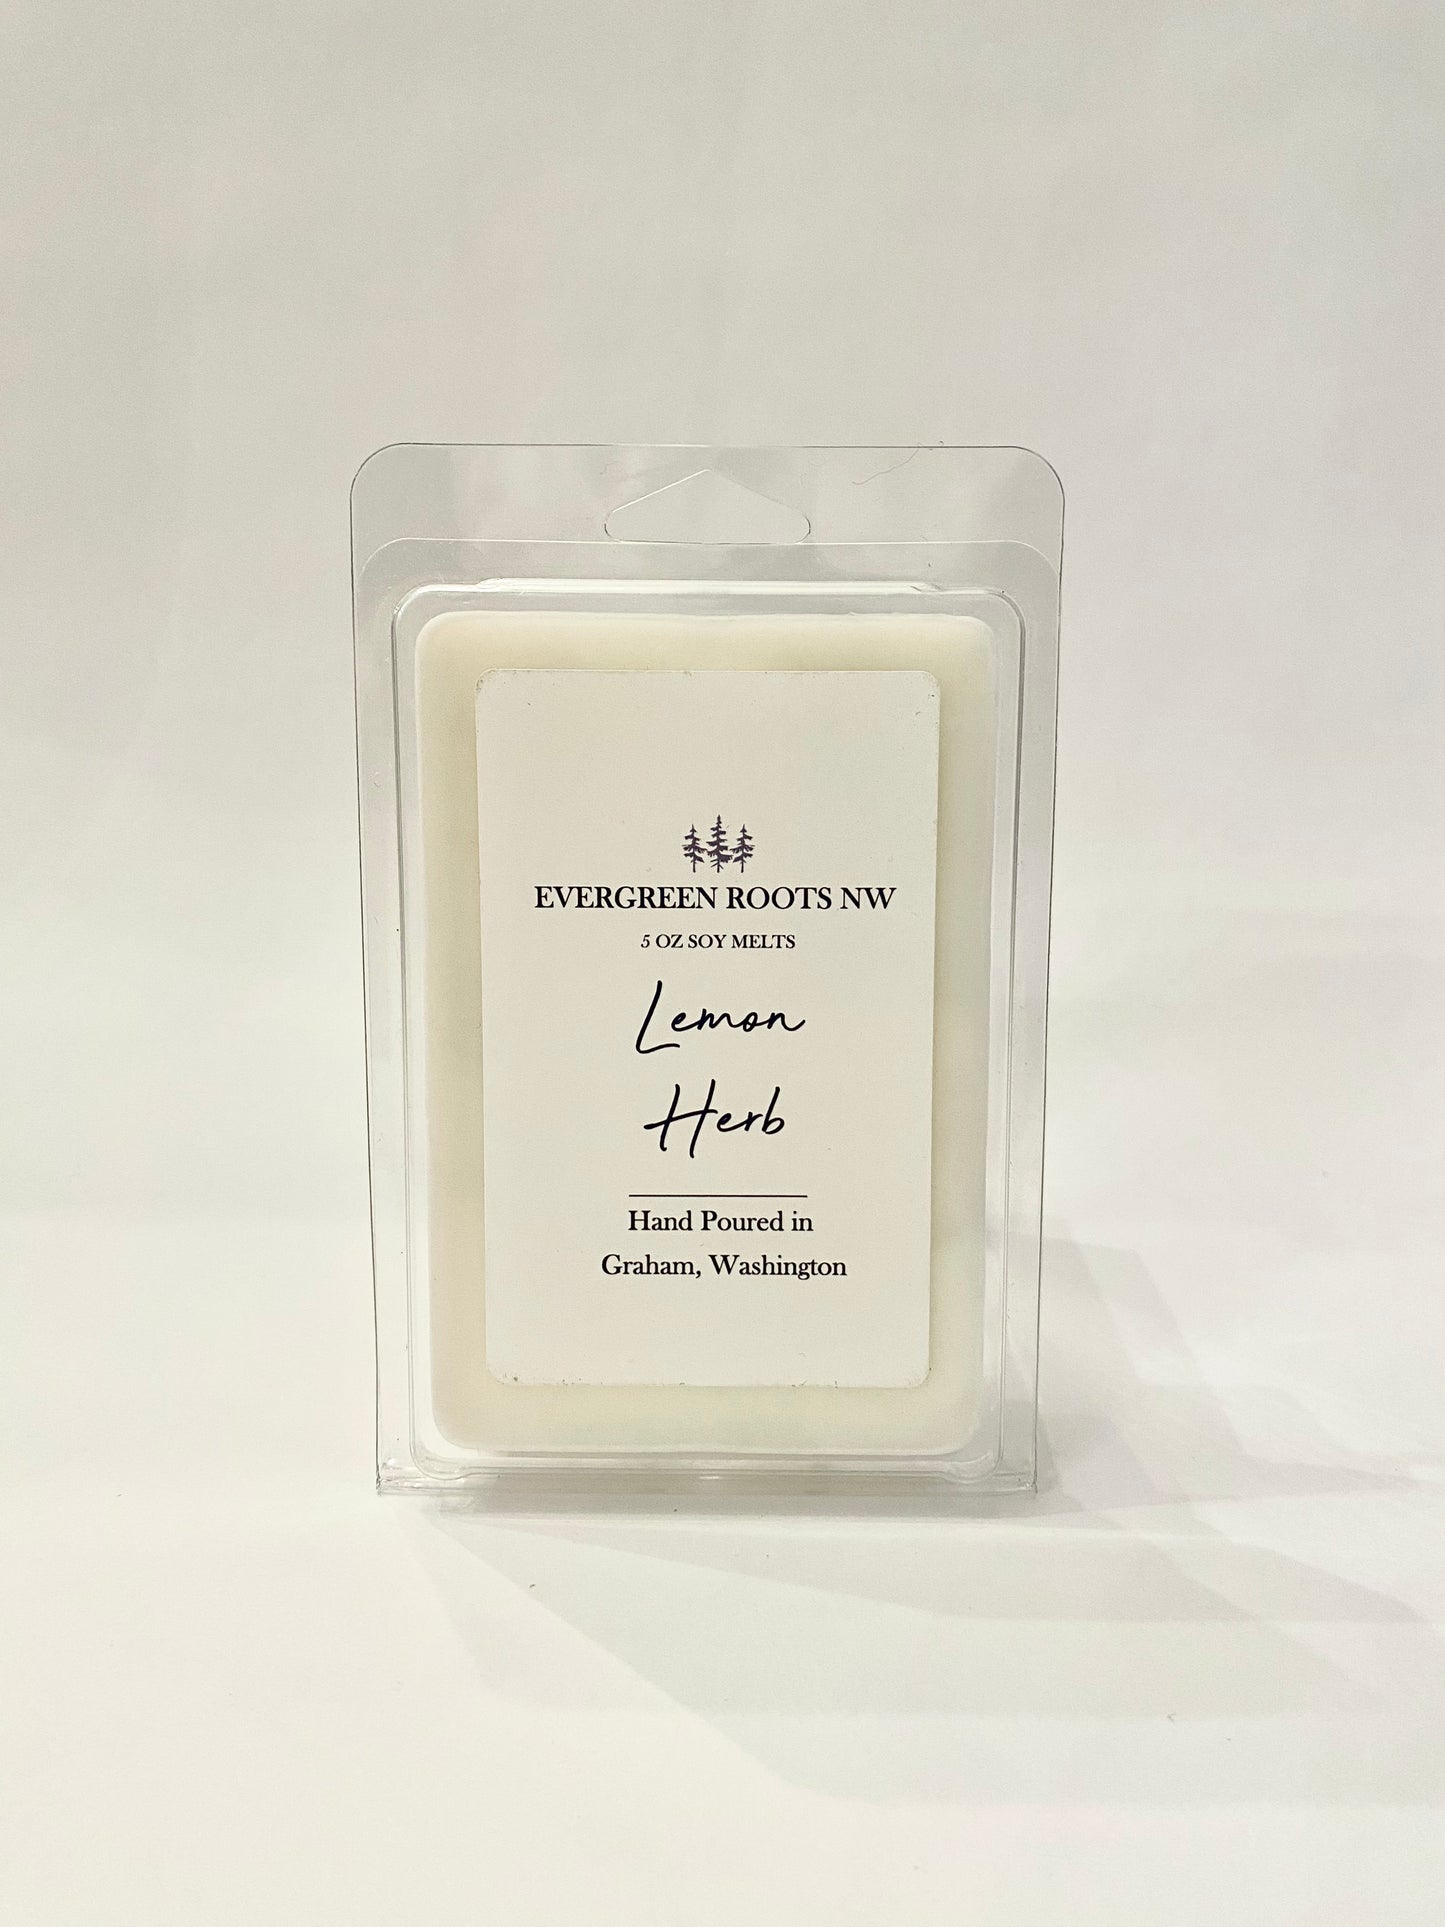 EVERGREEN ROOTS NW
5 OZ SOY MELTS
Lemon
Herb
Hand Poured in
Graham, Washington